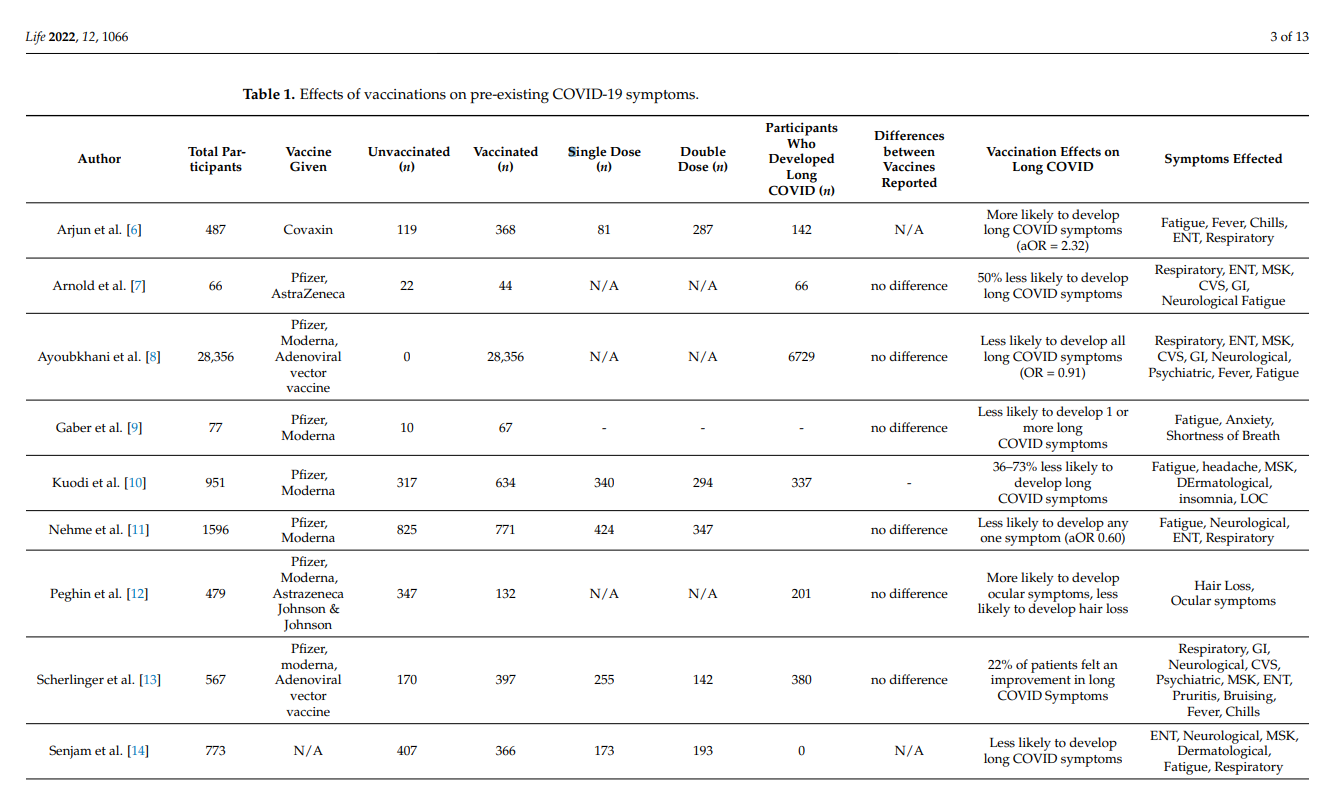 Life 2022, 12, 1066
3 of 13
Table 1. Effects of vaccinations on pre-existing COVID-19 symptoms.
Author
Total Par-
ticipants
Vaccine
Given
Unvaccinated
(n)
Vaccinated
(n)
Single Dose
(n)
Double
Dose (n)
Participants
Who
Developed
Long
COVID (n)
Differences
between
Vaccines
Reported
Vaccination Effects on
Long COVID
Symptoms Effected
Arjun et al. [6]
487
Covaxin
119
368
81
287
142
N/A
More likely to develop
long COVID symptoms
(aOR = 2.32)
Fatigue, Fever, Chills,
ENT, Respiratory
Arnold et al. [7]
66
Pfizer,
AstraZeneca
22
44
N/A
N/A
66
no difference
50% less likely to develop
long COVID symptoms
Respiratory, ENT, MSK,
CVS, GI,
Neurological Fatigue
Ayoubkhani et al. [8]
28,356
Pfizer,
Moderna,
Adenoviral
vector
vaccine
0
28,356
N/A
N/A
6729
no difference
Less likely to develop all
long COVID symptoms
(OR = 0.91)
Respiratory, ENT, MSK,
CVS, GI, Neurological,
Psychiatric, Fever, Fatigue
Gaber et al. [9]
77
Pfizer,
Moderna
10
67
-
-
-
no difference
Less likely to develop 1 or
more long
COVID symptoms
Fatigue, Anxiety,
Shortness of Breath
Kuodi et al. [10]
951
Pfizer,
Moderna
317
634
340
294
337
-
36–73% less likely to
develop long
COVID symptoms
Fatigue, headache, MSK,
DErmatological,
insomnia, LOC
Nehme et al. [11]
1596
Pfizer,
Moderna
825
771
424
347
no difference
Less likely to develop any
one symptom (aOR 0.60)
Fatigue, Neurological,
ENT, Respiratory
Peghin et al. [12]
479
Pfizer,
Moderna,
Astrazeneca
Johnson &
Johnson
347
132
N/A
N/A
201
no difference
More likely to develop
ocular symptoms, less
likely to develop hair loss
Hair Loss,
Ocular symptoms
Scherlinger et al. [13]
567
Pfizer,
moderna,
Adenoviral
vector
vaccine
170
397
255
142
380
no difference
22% of patients felt an
improvement in long
COVID Symptoms
Respiratory, GI,
Neurological, CVS,
Psychiatric, MSK, ENT,
Pruritis, Bruising,
Fever, Chills
Senjam et al. [14]
773
N/A
407
366
173
193
0
N/A
Less likely to develop
long COVID symptoms
ENT, Neurological, MSK,
Dermatological,
Fatigue, Respiratory